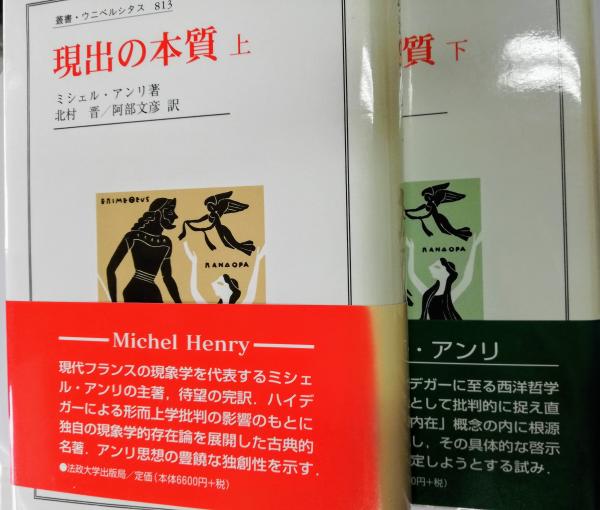 叢書・ウニベルシタス 813
現出の本質 上
ミシェル・アンリ著
北村 晋／阿部文彦 訳
ΕΠΙΜΕΘΕUS
ΠΑΝΔΟΡΑ
Michel Henry
現代フランスの現象学を代表するミシェ
ル・アンリの主著，待望の完訳．ハイデ
ガーによる形而上学批判の影響のもとに
独自の現象学的存在論を展開した古典的
名著．アンリ思想の豊饒な独創性を示す．
●法政大学出版局／定価（本体6600円＋税）
質 下
ΠΑΝΔΟΡΑ
・アンリ
デガーに至る西洋哲学
として批判的に捉え直
内在」概念の内に根源
し，その具体的な啓示
定しようとする試み．
0円＋税）